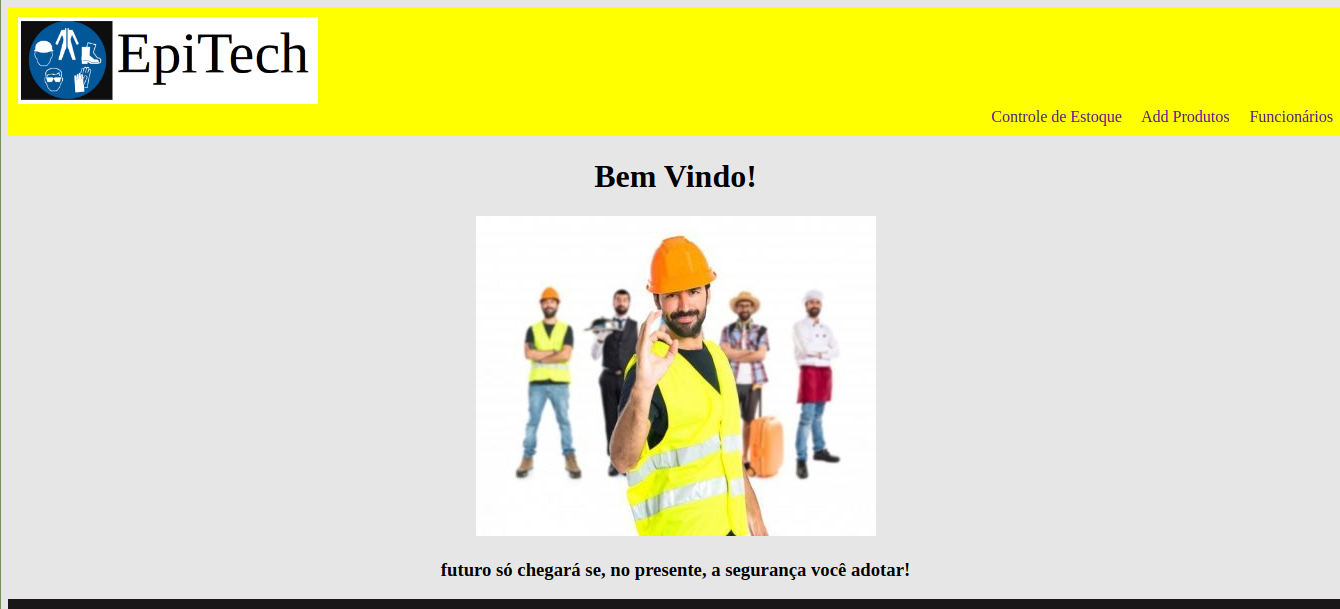 EpiTech
Controle de Estoque Add Produtos Funcionários
Bem Vindo!
futuro só chegará se, no presente, a segurança você adotar!